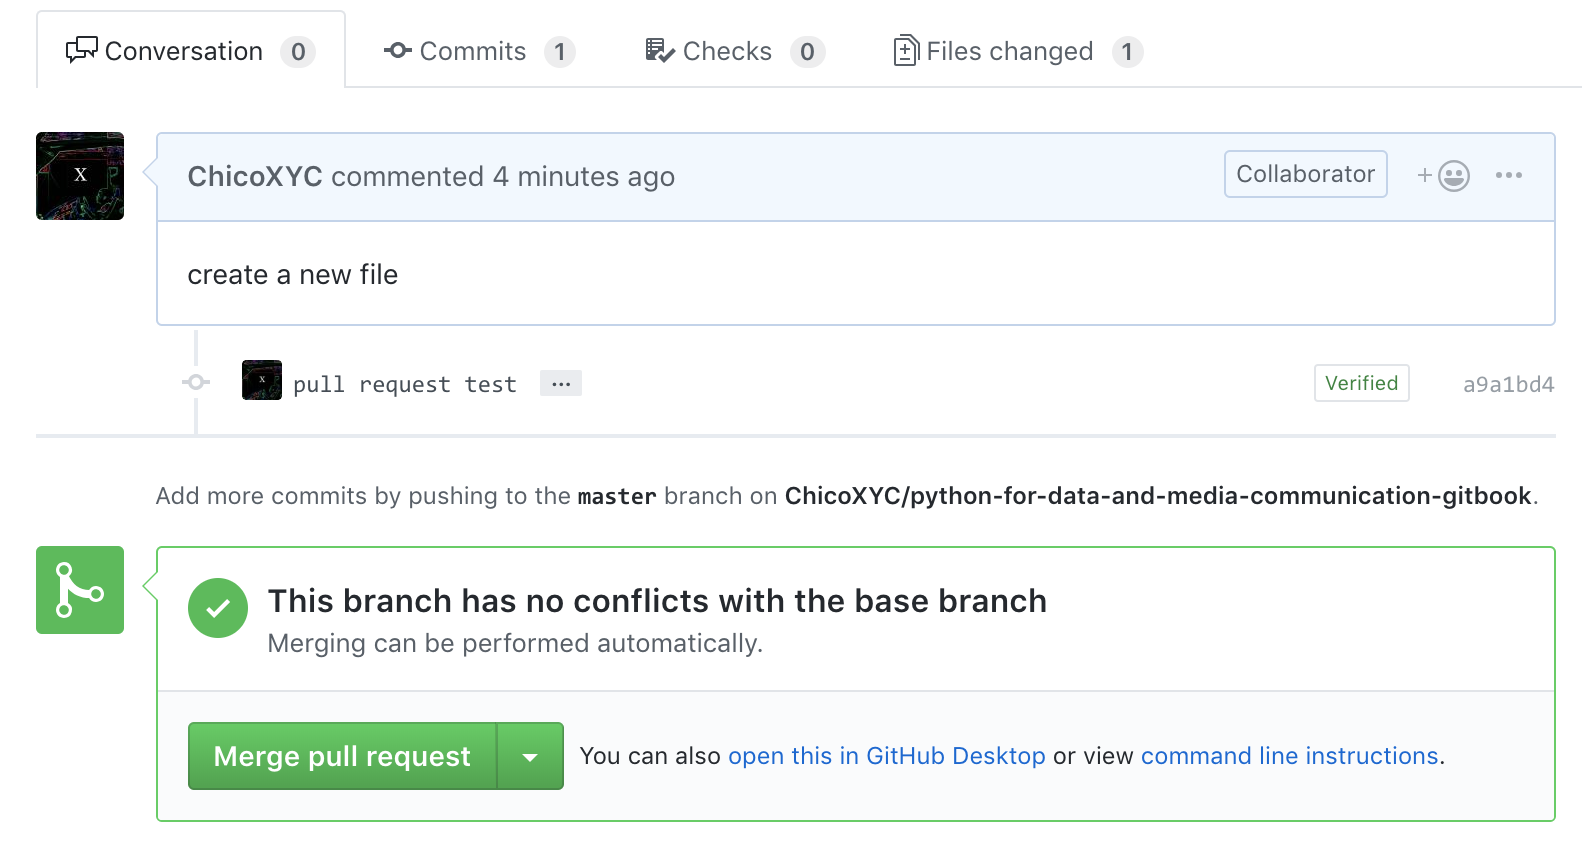 Conversation 0 Commits 1 Checks 0 Files changed 1
X
ChicoXYC commented 4 minutes ago Collaborator
create a new file
X pull request test ... Verified a9a1bd4
Add more commits by pushing to the master branch on ChicoXYC/python-for-data-and-media-communication-gitbook.
This branch has no conflicts with the base branch
Merging can be performed automatically.
Merge pull request You can also open this in GitHub Desktop or view command line instructions.